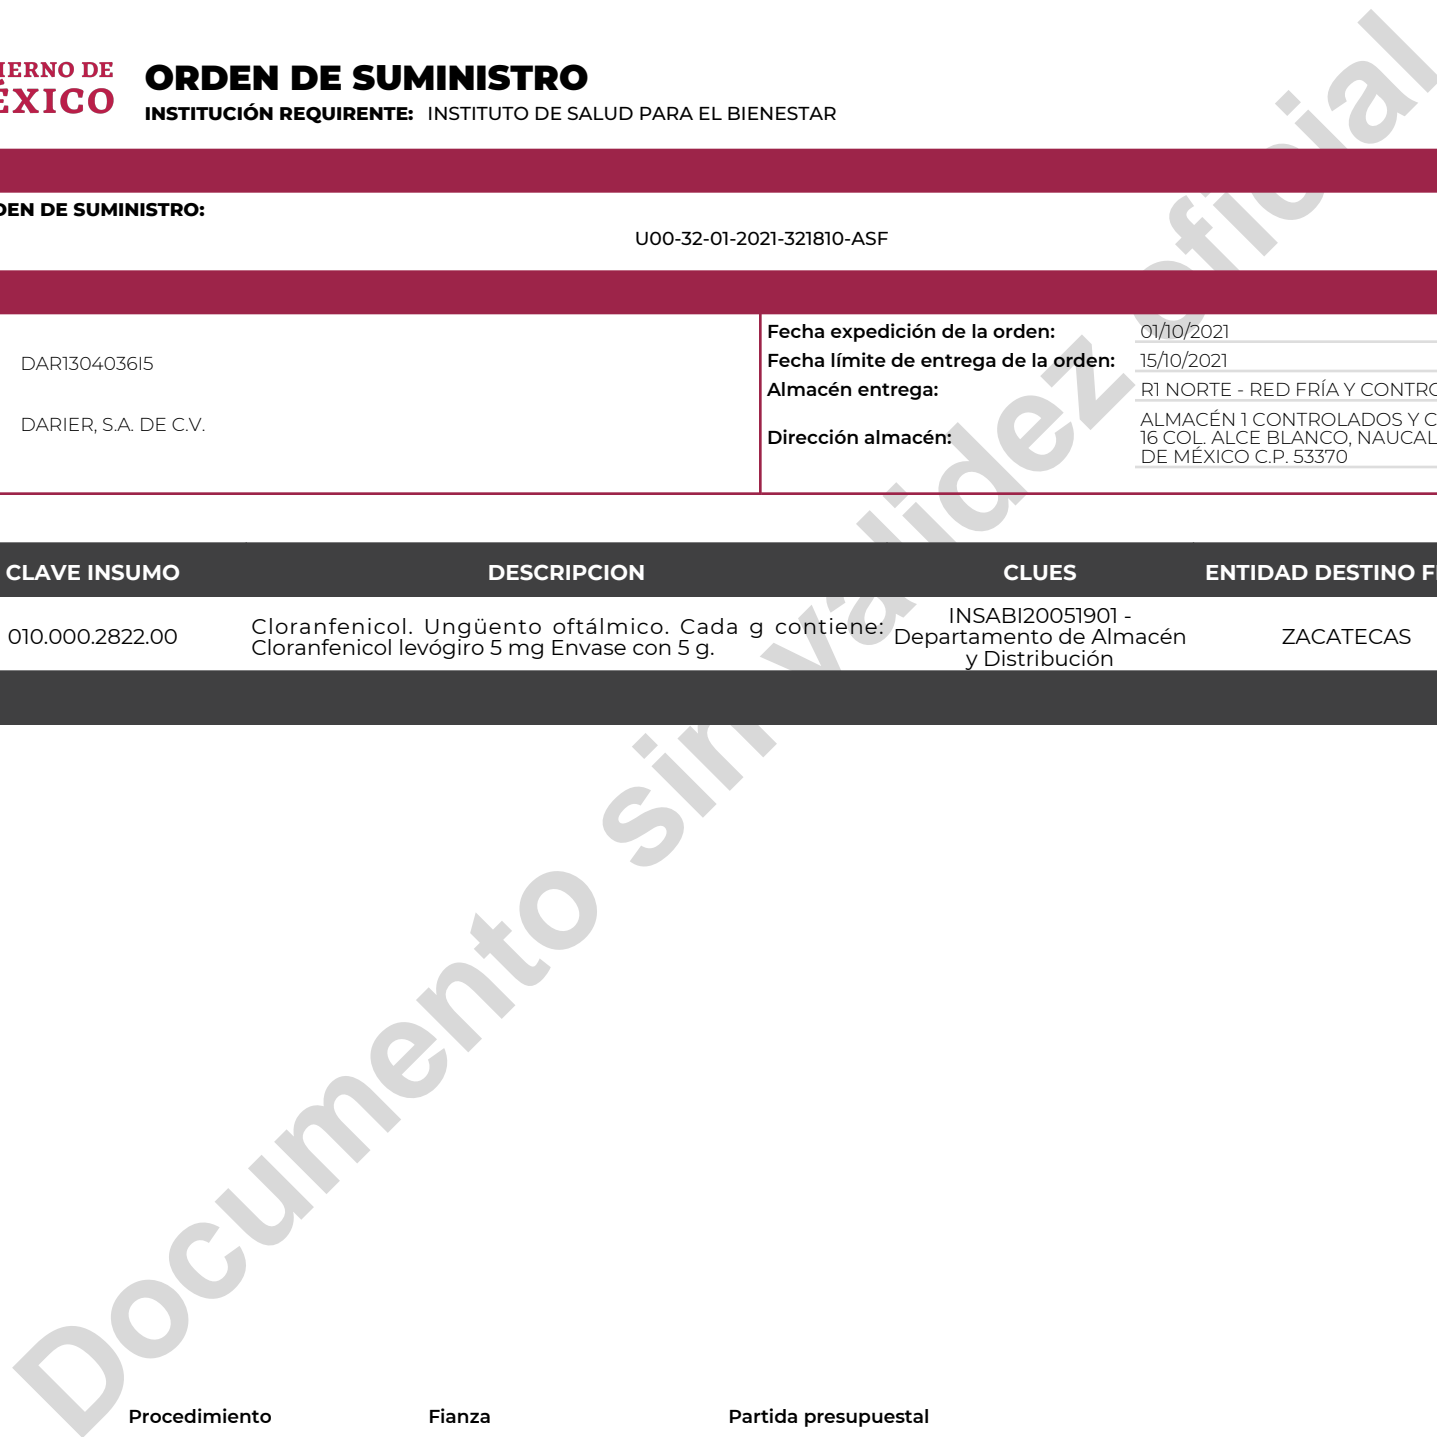 IERNO DE
ÉXICO
ORDEN DE SUMINISTRO
INSTITUCIÓN REQUIRENTE: INSTITUTO DE SALUD PARA EL BIENESTAR
DEN DE SUMINISTRO:
U00-32-01-2021-321810-ASF
DAR1304036I5
DARIER, S.A. DE C.V.
Fecha expedición de la orden: 01/10/2021
Fecha límite de entrega de la orden: 15/10/2021
Almacén entrega: R1 NORTE - RED FRÍA Y CONTRO
Dirección almacén: ALMACÉN 1 CONTROLADOS Y C
16 COL. ALCE BLANCO, NAUCAL
DE MÉXICO C.P. 53370
CLAVE INSUMO DESCRIPCION CLUES ENTIDAD DESTINO F
010.000.2822.00
Cloranfenicol. Ungüento oftálmico. Cada g contiene:
Cloranfenicol levógiro 5 mg Envase con 5 g.
INSABI20051901 -
Departamento de Almacén
y Distribución
ZACATECAS
Documento sin validez oficial
Procedimiento Fianza Partida presupuestal